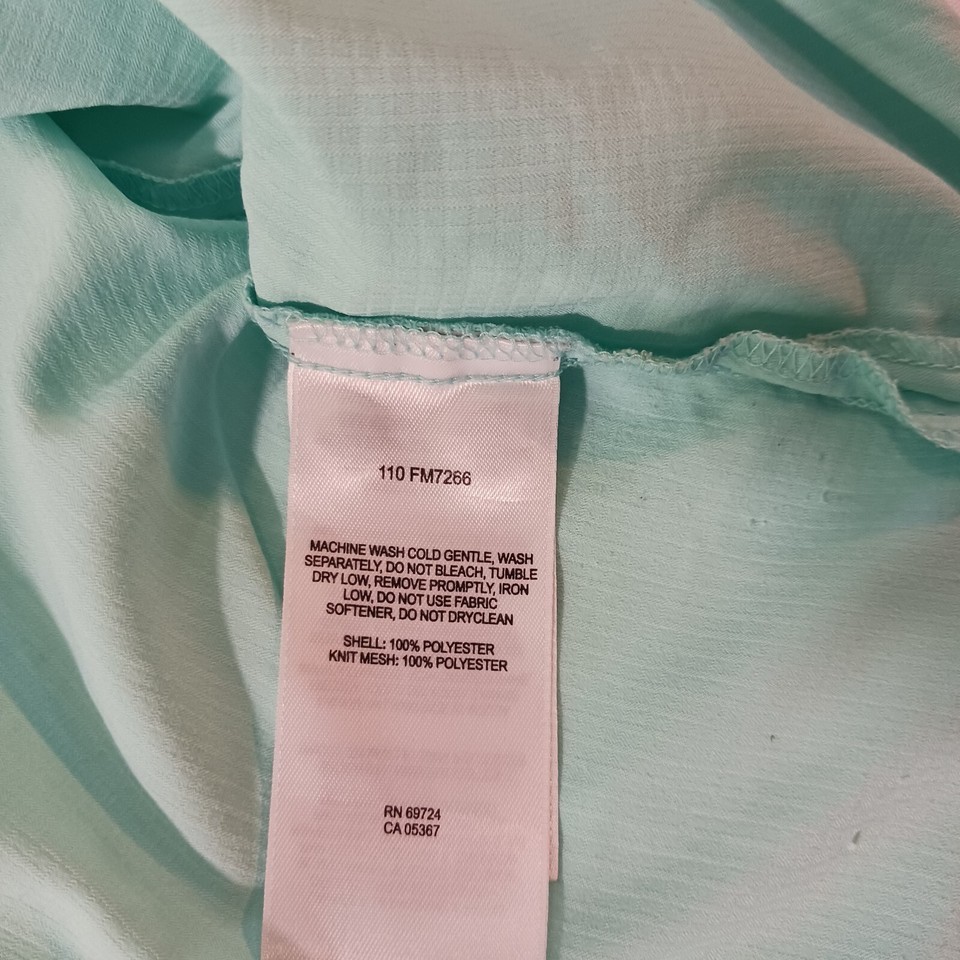 110 FM7266
MACHINE WASH COLD GENTLE, WASH
SEPARATELY, DO NOT BLEACH, TUMBLE
DRY LOW, REMOVE PROMPTLY, IRON
LOW, DO NOT USE FABRIC
SOFTENER, DO NOT DRYCLEAN
SHELL: 100% POLYESTER
KNIT MESH: 100% POLYESTER
RN 69724
CA 05367